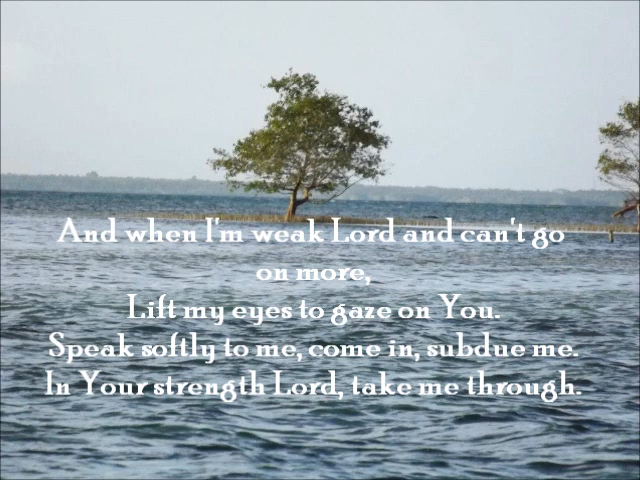 And when I'm weak Lord and can't go
on more,
Lift my eyes to gaze on You.
Speak softly to me, come in, subdue me.
In Your strength Lord, take me through.